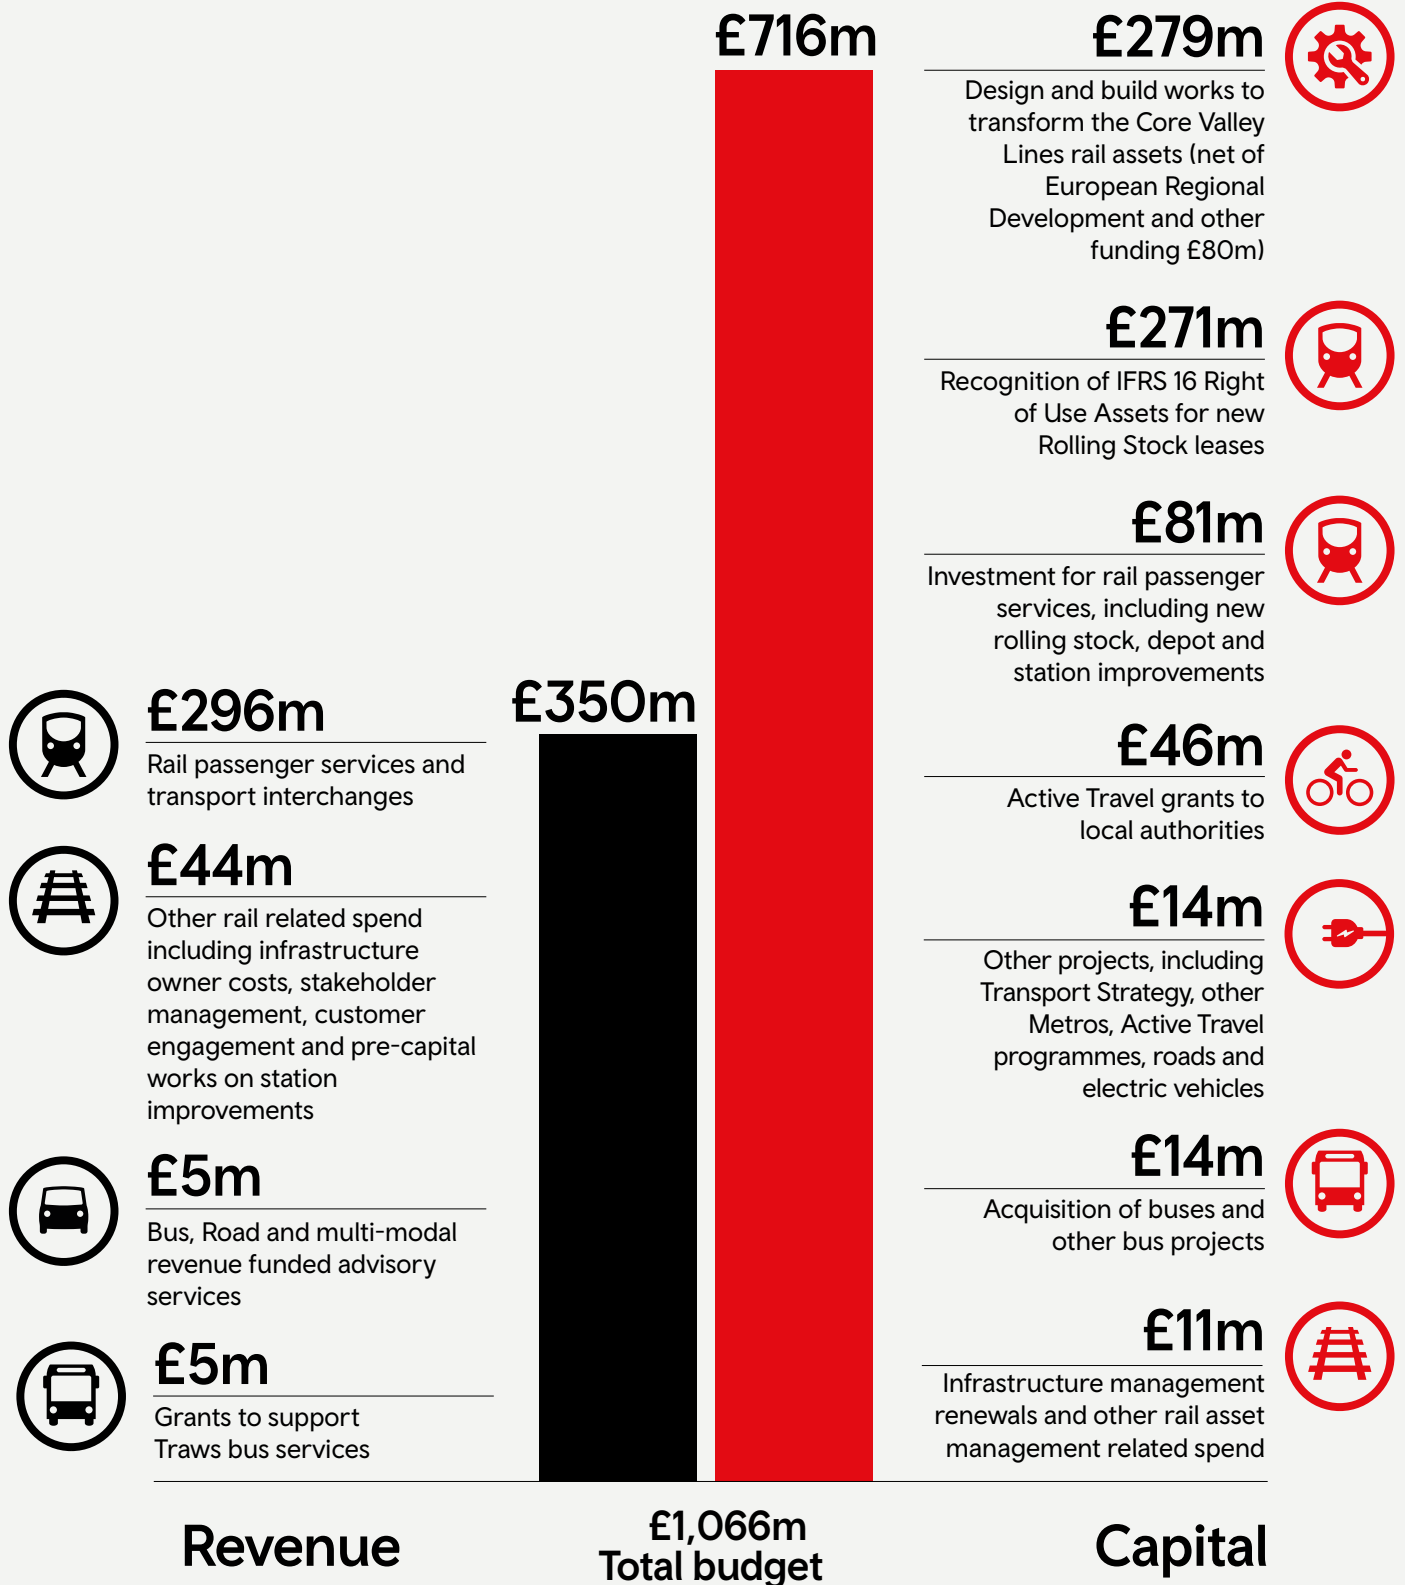 £716m
£279m
Design and build works to
transform the Core Valley
Lines rail assets (net of
European Regional
Development and other
funding £80m)
£271m
Recognition of IFRS 16 Right
of Use Assets for new
Rolling Stock leases
£81m
Investment for rail passenger
services, including new
rolling stock, depot and
station improvements
£46m
Active Travel grants to
local authorities
£14m
Other projects, including
Transport Strategy, other
Metros, Active Travel
programmes, roads and
electric vehicles
£14m
Acquisition of buses and
other bus projects
£11m
Infrastructure management
renewals and other rail asset
management related spend
£350m
£296m
Rail passenger services and
transport interchanges
£44m
Other rail related spend
including infrastructure
owner costs, stakeholder
management, customer
engagement and pre-capital
works on station
improvements
£5m
Bus, Road and multi-modal
revenue funded advisory
services
£5m
Grants to support
Traws bus services
Revenue
£1,066m
Total budget
Capital